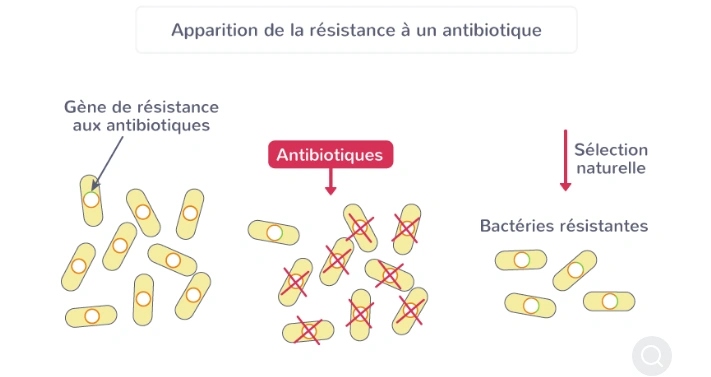 Apparition de la résistance à un antibiotique
Gène de résistance
aux antibiotiques
Antibiotiques
Sélection
naturelle
Bactéries résistantes